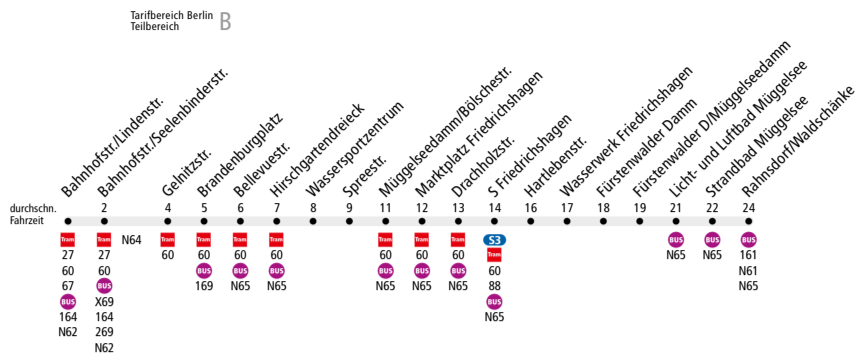 Tarifbereich Berlin
Teilbereich
B
Bahnhofstr./Lindenstr.
Bahnhofstr./Seelenbinderstr.
Gelnitzstr.
Brandenburgplatz
Bellevuestr.
Hirschgartendreieck
Wassersportzentrum
Spreestr.
Müggelseedamm/Bölschestr.
Marktplatz Friedrichshagen
Drachholzstr.
S Friedrichshagen
Hartlebenstr.
Wasserwerk Friedrichshagen
Fürstenwalder Damm
Fürstenwalder D/Müggelseedamm
Licht- und Luftbad Müggelsee
Strandbad Müggelsee
Rahnsdorf/Waldschänke
durchschn.
Fahrzeit
2 4 5 6 7 8 9 11 12 13 14 16 17 18 19 21 22 24
Tram
27
60
67
BUS
164
N62
Tram N64
27
60
BUS
X69
164
269
N62
Tram
60
Tram
60
BUS
169
Tram
60
BUS
N65
Tram
60
BUS
N65
Tram
60
BUS
N65
Tram
60
BUS
N65
Tram
60
BUS
N65
S3
Tram
60
88
BUS
N65
BUS
N65
BUS
N65
BUS
161
N61
N65